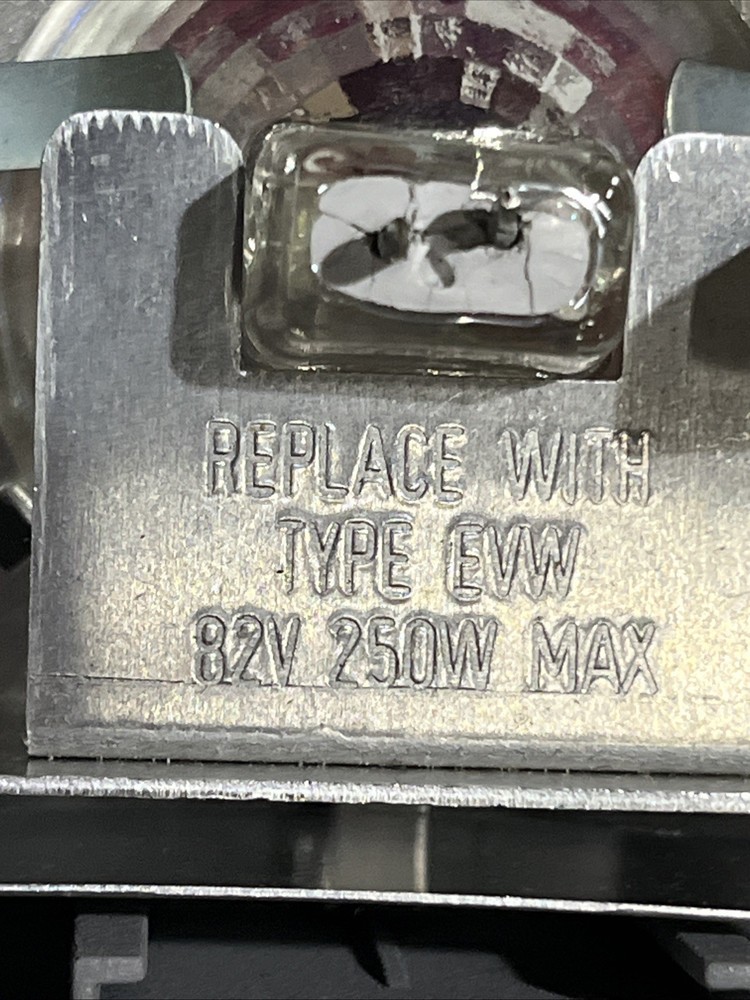 REPLACE WITH
TYPE EVW
82V 250W MAX